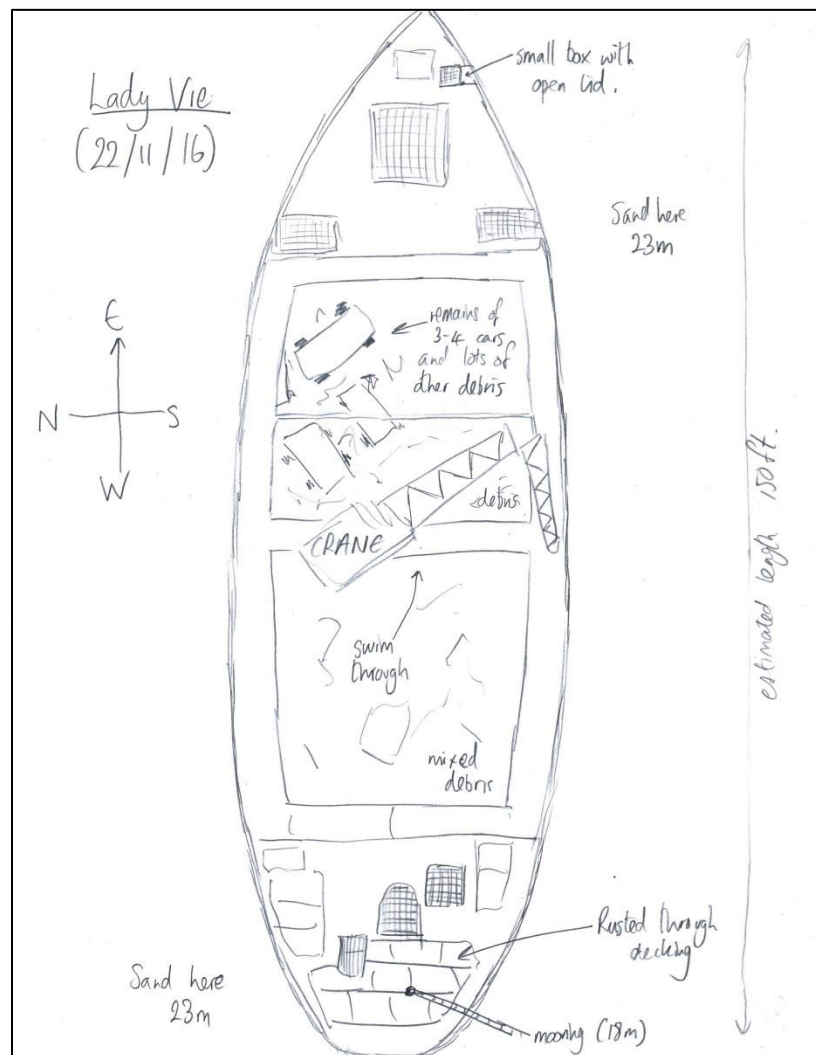 Lady Vie
(22/11/16)
small box with
open lid.
Sand here
23m
E
N
S
W
remains of
3-4 cars
and lots of
other debris
debris
CRANE
swim
through
mixed
debris
estimated length 150ft.
Rusted through
decking
Sand here
23m
mooring (18m)